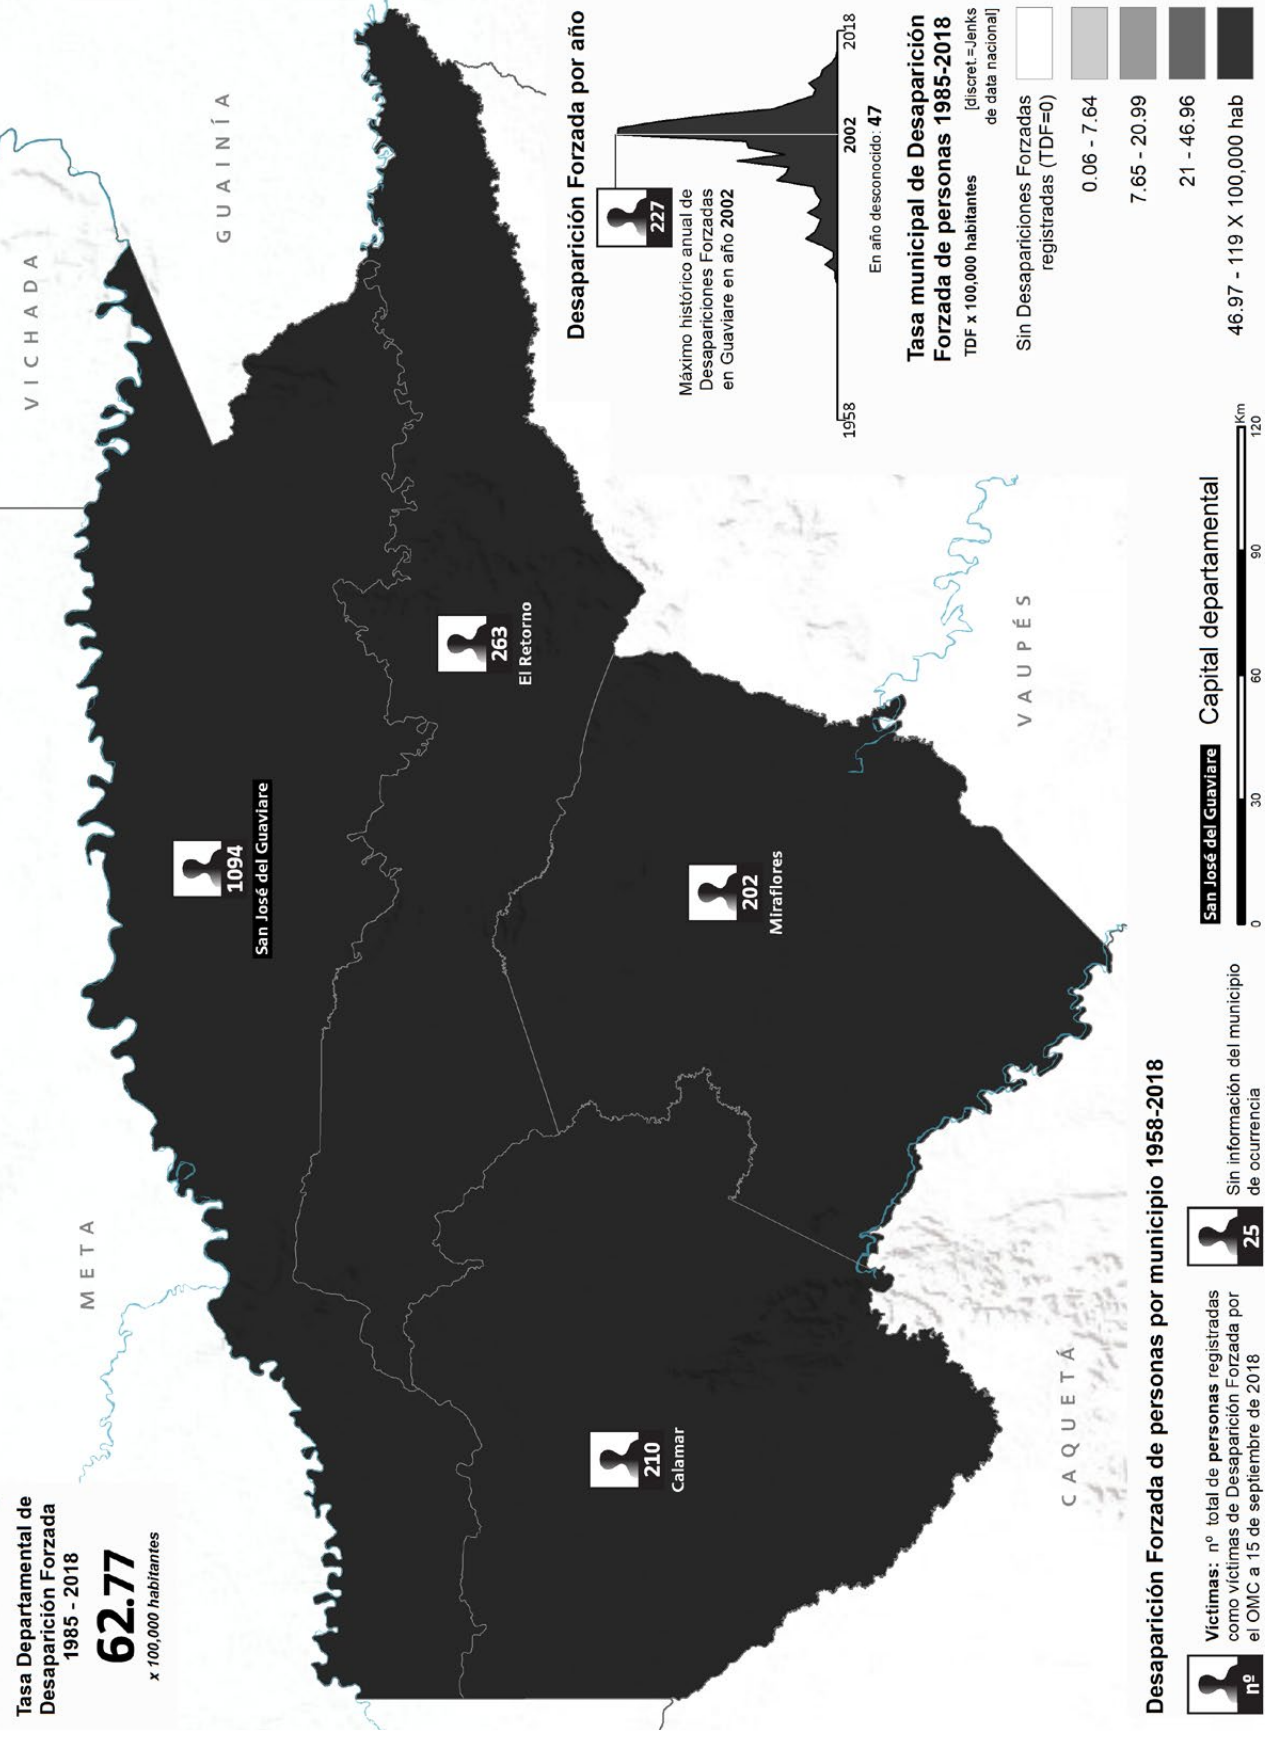 Tasa Departamental de
Desaparición Forzada
1985 - 2018
62.77
x 100,000 habitantes
META
VICHADA
GUAINÍA
1094
San José del Guaviare
263
El Retorno
210
Calamar
202
Miraflores
CAQUETÁ
VAUPÉS
Desaparición Forzada por año
227
Máximo histórico anual de
Desapariciones Forzadas
en Guaviare en año 2002
1958
2002
2018
En año desconocido: 47
Tasa municipal de Desaparición
Forzada de personas 1985-2018
TDF x 100,000 habitantes
[discret.=Jenks
de data nacional]
Sin Desapariciones Forzadas
registradas (TDF=0)
0.06 - 7.64
7.65 - 20.99
21 - 46.96
46.97 - 119 X 100,000 hab
Desaparición Forzada de personas por municipio 1958-2018
nº
Víctimas: nº total de personas registradas
como víctimas de Desaparición Forzada por
el OMC a 15 de septiembre de 2018
25
Sin información del municipio
de ocurrencia
San José del Guaviare
Capital departamental
0
30
60
90
120
Km